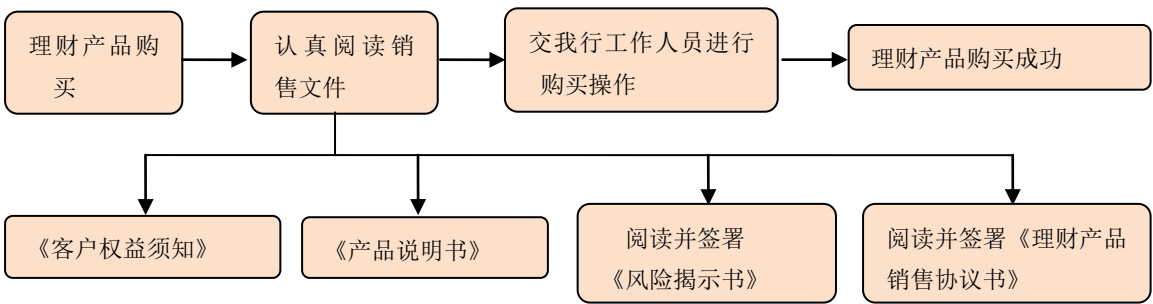 理财产品购
买
认真阅读销
售文件
交我行工作人员进行
购买操作
理财产品购买成功
《客户权益须知》
《产品说明书》
阅读并签署
《风险揭示书》
阅读并签署《理财产品
销售协议书》